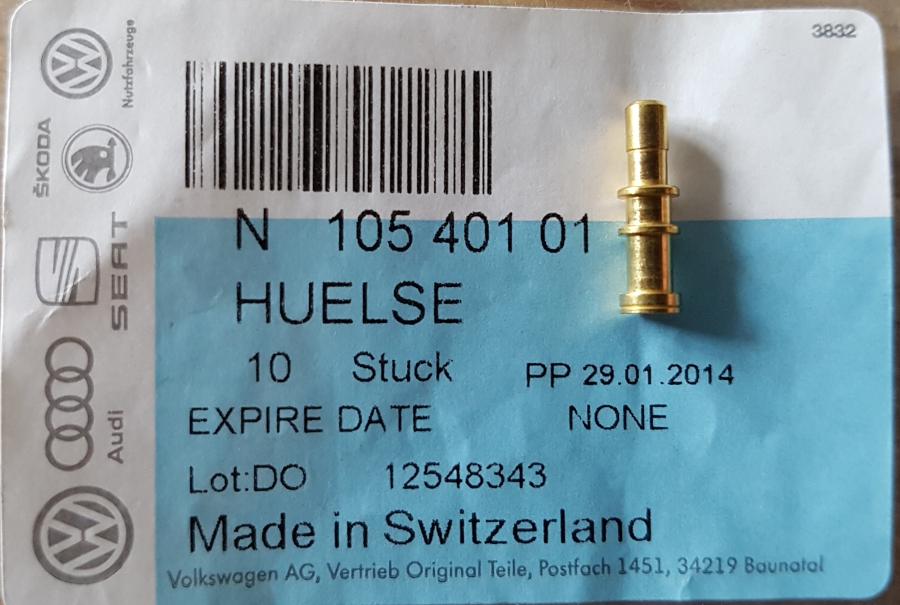 3832
Nutzfahrzeuge
ŠKODA
SEAT
Audi
N 105 401 01
HUELSE
10 Stuck PP 29.01.2014
EXPIRE DATE NONE
Lot:DO 12548343
Made in Switzerland
Volkswagen AG, Vertrieb Original Teile, Postfach 1451, 34219 Baunatal